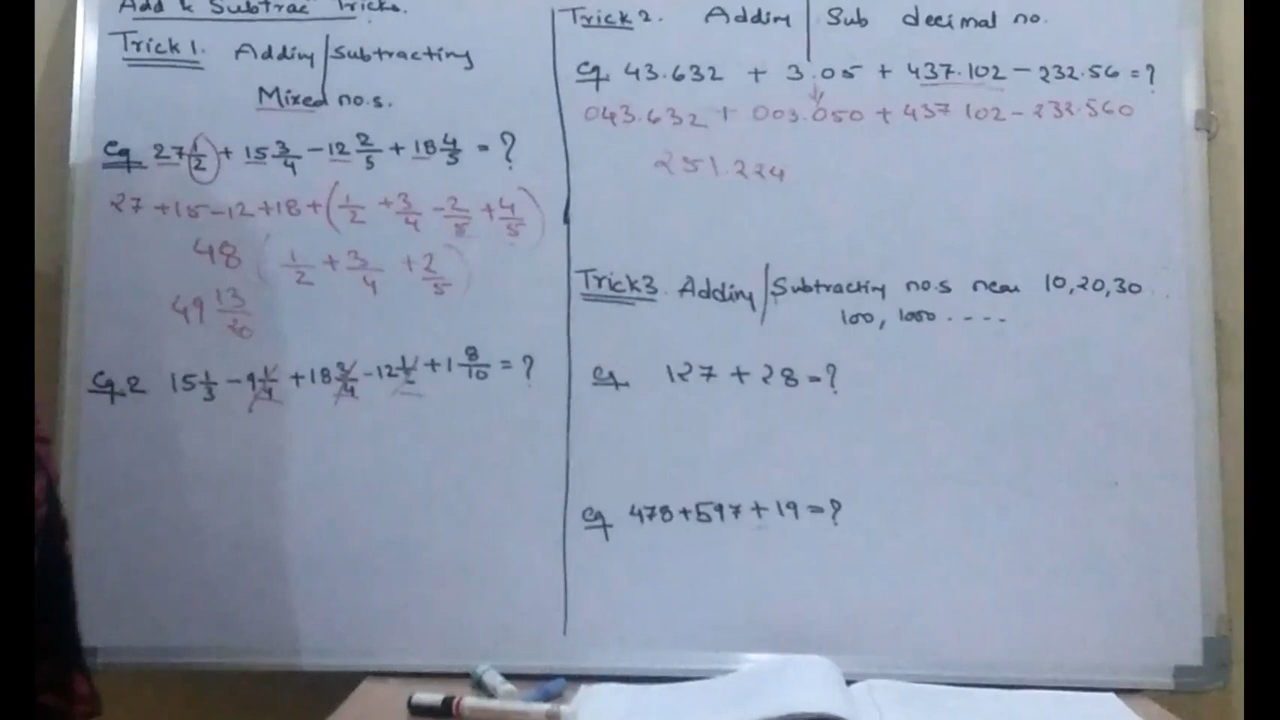 Add & Subtrac Tricks.
Trick 1. Adding/Subtracting
Mixed no.s.
Eg 27 1/2 + 15 3/4 - 12 2/5 + 18 4/5 = ?
27 + 15 - 12 + 18 + (1/2 + 3/4 - 2/5 + 4/5)
48 (1/2 + 3/4 + 2/5)
49 13/20
Eg. 2 15 1/3 - 9 1/4 + 18 3/4 - 12 1/2 + 1 8/10 = ?
Trick 2. Adding/Sub decimal no.
Eg 43.632 + 3.05 + 437.102 - 232.56 = ?
043.632 + 003.050 + 437 102 - 232.560
251.224
Trick 3. Adding/Subtracting no.s near 10, 20, 30 ..
100, 1000 ----
Eg 127 + 28 = ?
Eg 478 + 597 + 19 = ?